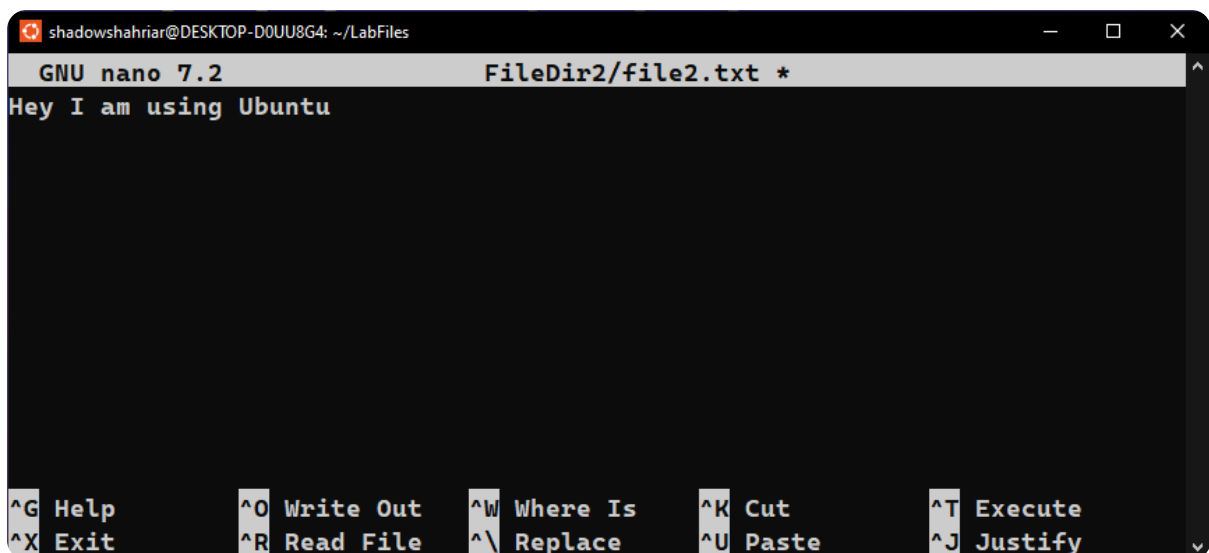 shadowshahriar@DESKTOP-D0UU8G4: ~/LabFiles
GNU nano 7.2 FileDir2/file2.txt *
Hey I am using Ubuntu
^G Help ^O Write Out ^W Where Is ^K Cut ^T Execute
^X Exit ^R Read File ^\ Replace ^U Paste ^J Justify